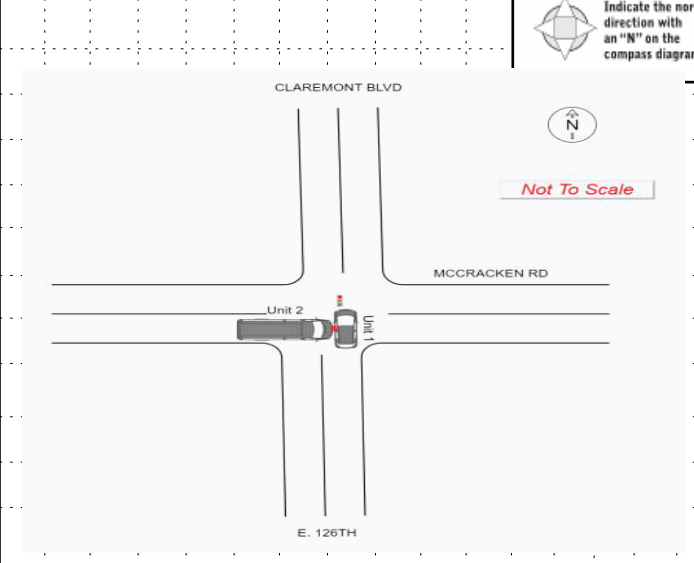 Indicate the nor
direction with
an “N” on the
compass diagram
CLAREMONT BLVD
N
Not To Scale
MCCRACKEN RD
Unit 2
Unit 1
E. 126TH